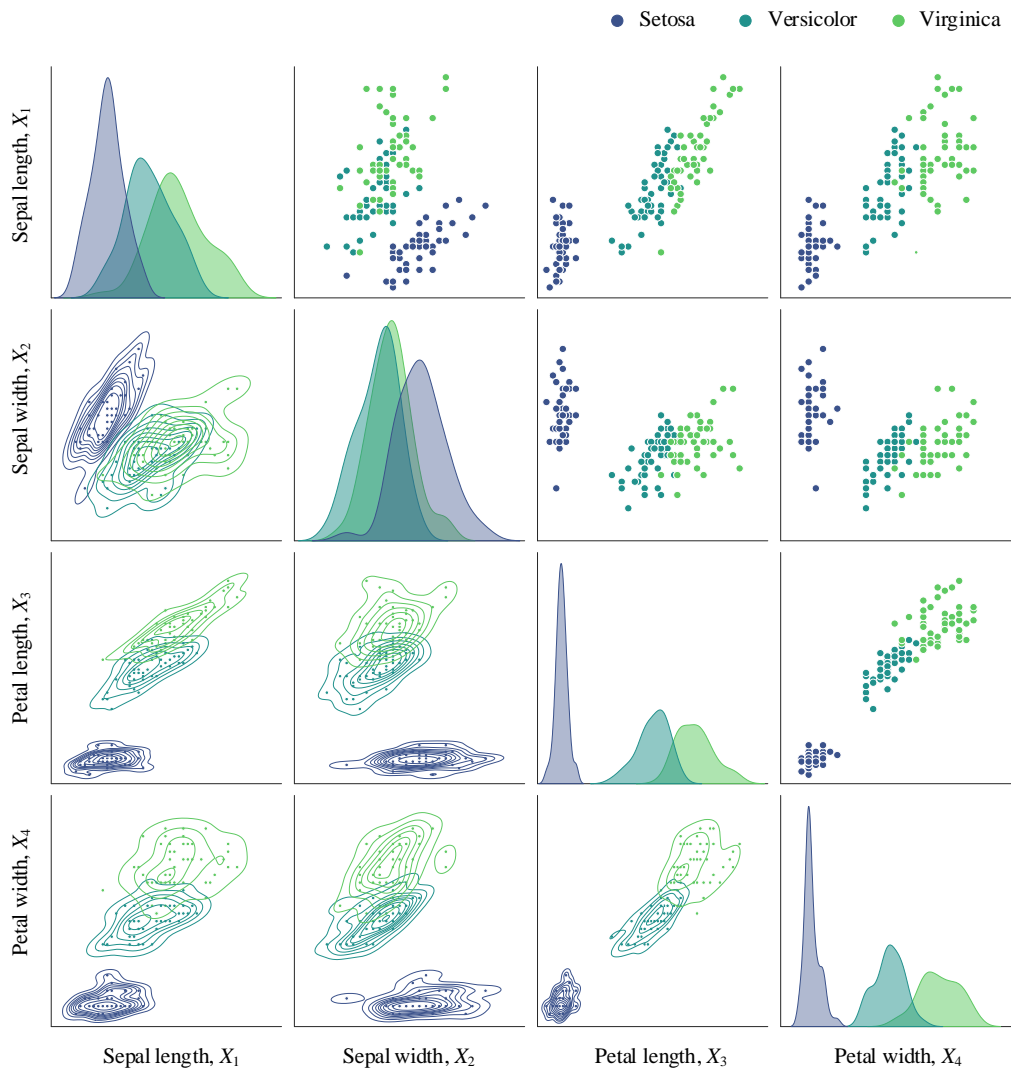 Setosa Versicolor Virginica
Sepal length, X1
Sepal width, X2
Petal length, X3
Petal width, X4
Sepal length, X1 Sepal width, X2 Petal length, X3 Petal width, X4